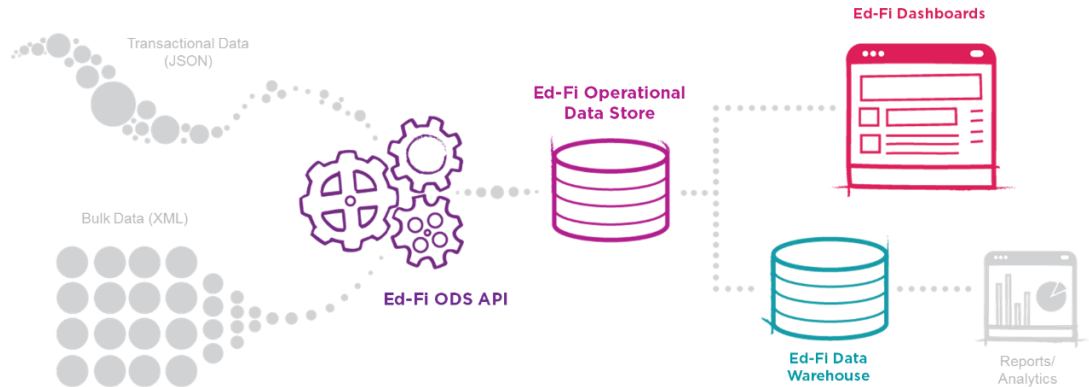 Transactional Data
(JSON)
Ed-Fi Dashboards
Ed-Fi Operational
Data Store
Bulk Data (XML)
Ed-Fi ODS API
Ed-Fi Data
Warehouse
Reports/
Analytics